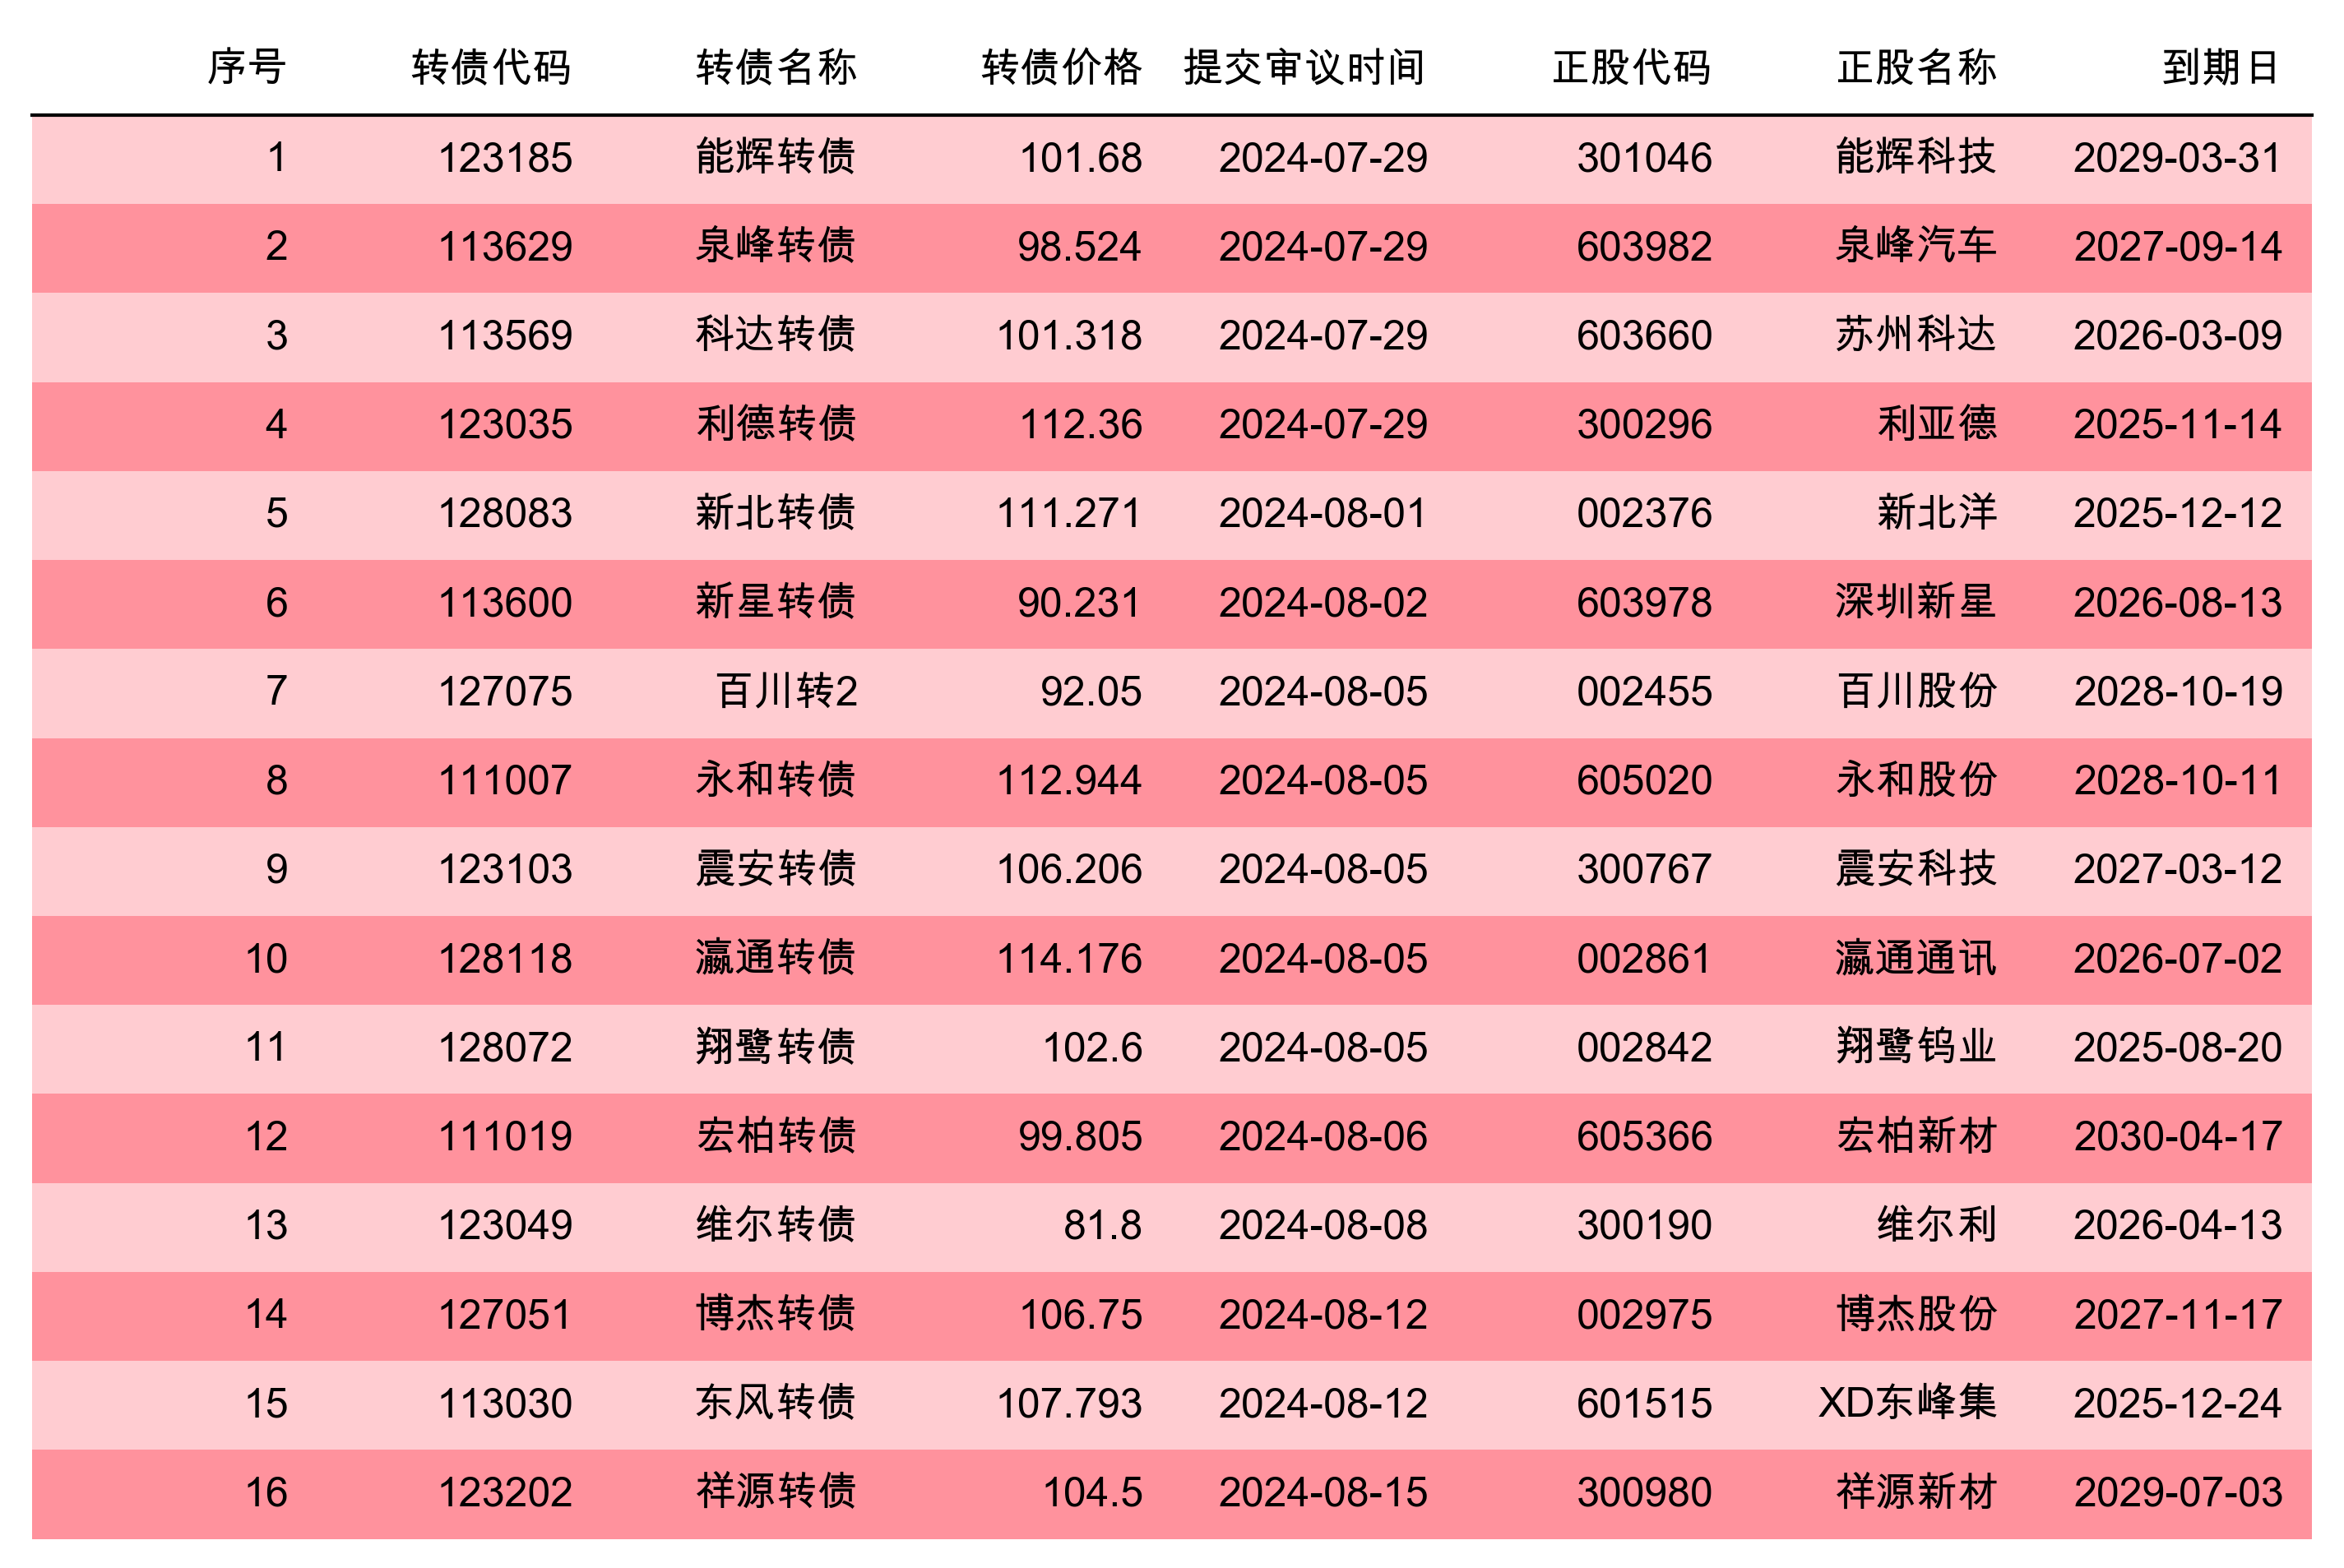 序号 转债代码 转债名称 转债价格 提交审议时间 正股代码 正股名称 到期日
1 123185 能辉转债 101.68 2024-07-29 301046 能辉科技 2029-03-31
2 113629 泉峰转债 98.524 2024-07-29 603982 泉峰汽车 2027-09-14
3 113569 科达转债 101.318 2024-07-29 603660 苏州科达 2026-03-09
4 123035 利德转债 112.36 2024-07-29 300296 利亚德 2025-11-14
5 128083 新北转债 111.271 2024-08-01 002376 新北洋 2025-12-12
6 113600 新星转债 90.231 2024-08-02 603978 深圳新星 2026-08-13
7 127075 百川转2 92.05 2024-08-05 002455 百川股份 2028-10-19
8 111007 永和转债 112.944 2024-08-05 605020 永和股份 2028-10-11
9 123103 震安转债 106.206 2024-08-05 300767 震安科技 2027-03-12
10 128118 瀛通转债 114.176 2024-08-05 002861 瀛通通讯 2026-07-02
11 128072 翔鹭转债 102.6 2024-08-05 002842 翔鹭钨业 2025-08-20
12 111019 宏柏转债 99.805 2024-08-06 605366 宏柏新材 2030-04-17
13 123049 维尔转债 81.8 2024-08-08 300190 维尔利 2026-04-13
14 127051 博杰转债 106.75 2024-08-12 002975 博杰股份 2027-11-17
15 113030 东风转债 107.793 2024-08-12 601515 XD东峰集 2025-12-24
16 123202 祥源转债 104.5 2024-08-15 300980 祥源新材 2029-07-03